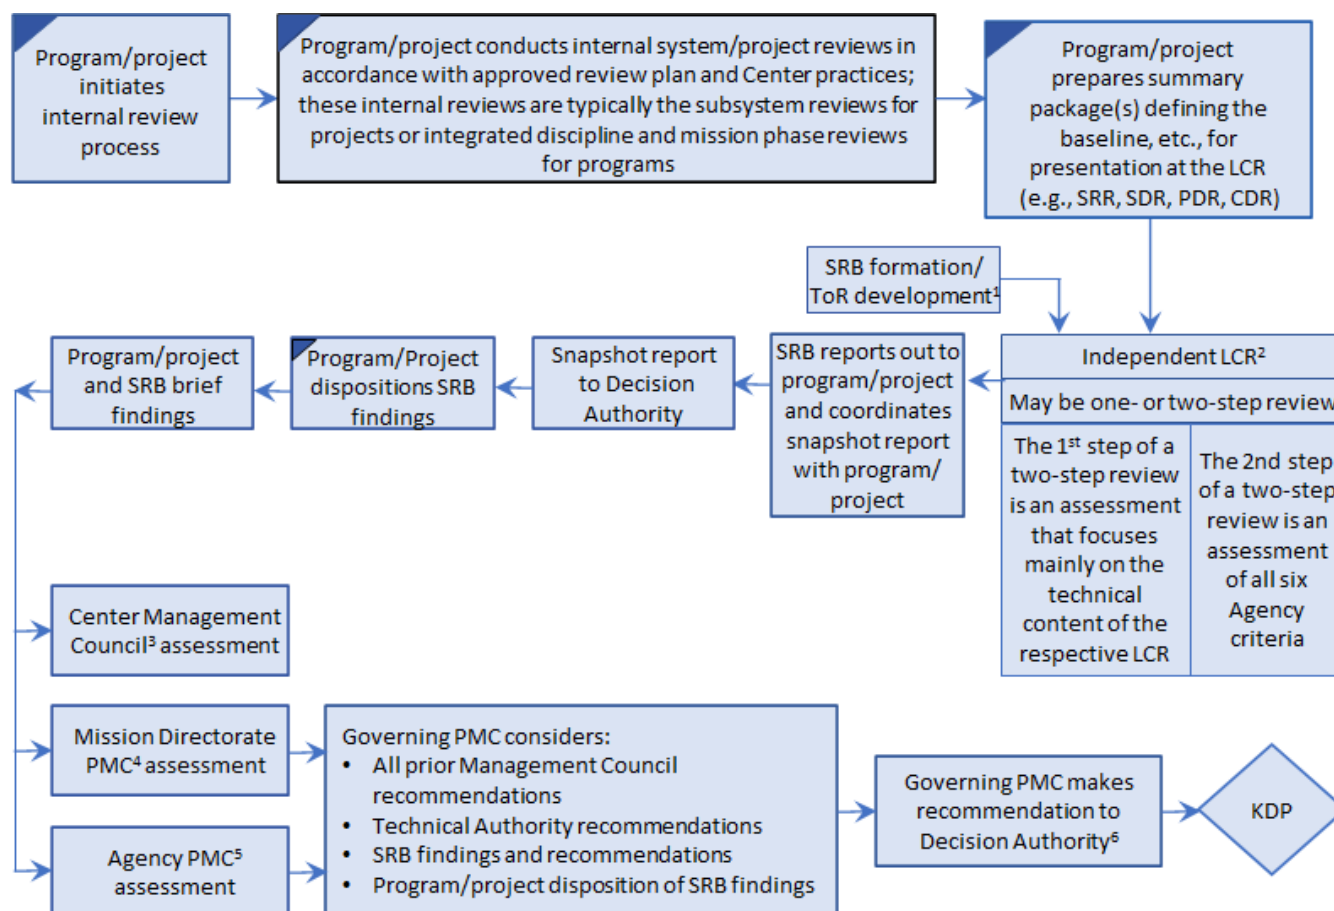 Program/project
initiates
internal review
process
Program/project conducts internal system/project reviews in
accordance with approved review plan and Center practices;
these internal reviews are typically the subsystem reviews for
projects or integrated discipline and mission phase reviews
for programs
Program/project
prepares summary
package(s) defining the
baseline, etc., for
presentation at the LCR
(e.g., SRR, SDR, PDR, CDR)
SRB formation/
ToR development¹
Independent LCR²
May be one- or two-step review
The 1st step of a
two-step review
is an assessment
that focuses
mainly on the
technical
content of the
respective LCR
The 2nd step
of a two-step
review is an
assessment
of all six
Agency
criteria
SRB reports out to
program/project
and coordinates
snapshot report
with program/
project
Snapshot report
to Decision
Authority
Program/Project
dispositions SRB
findings
Program/project
and SRB brief
findings
Center Management
Council³ assessment
Mission Directorate
PMC⁴ assessment
Agency PMC⁵
assessment
Governing PMC considers:
• All prior Management Council
recommendations
• Technical Authority recommendations
• SRB findings and recommendations
• Program/project disposition of SRB findings
Governing PMC makes
recommendation to
Decision Authority⁶
KDP